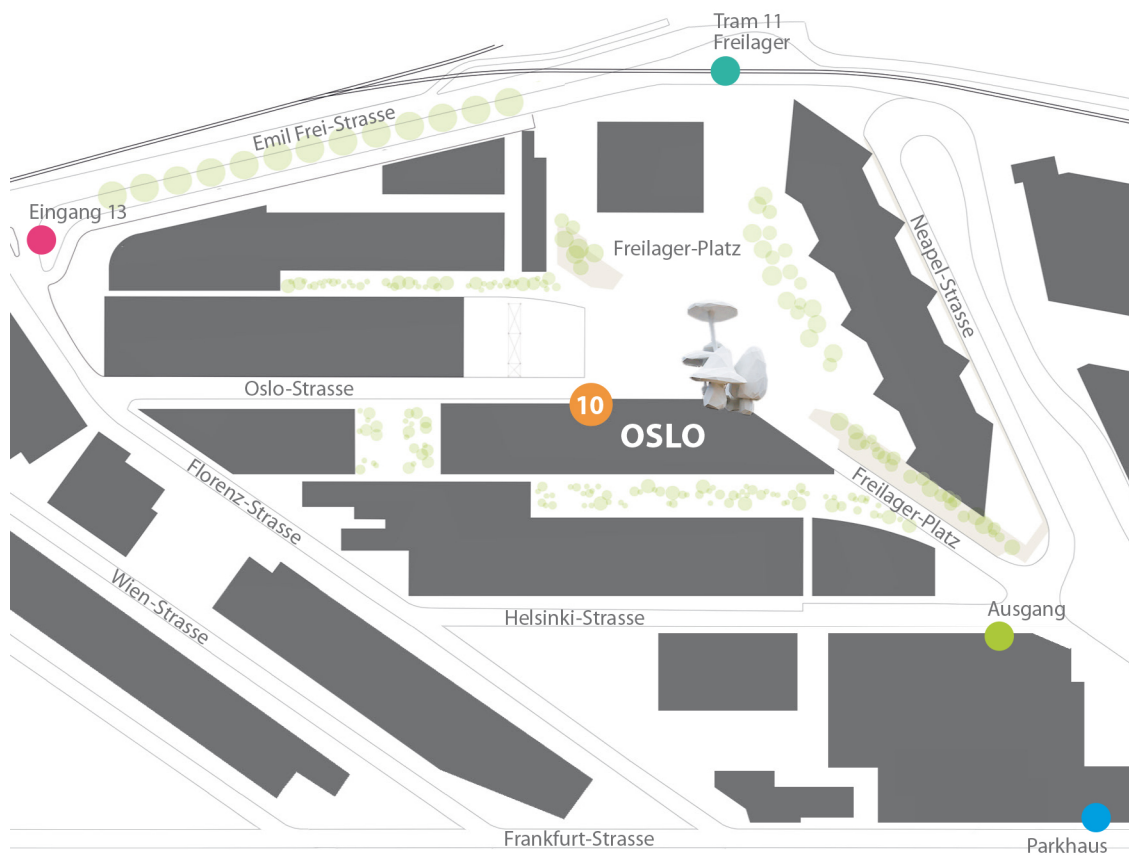 Tram 11
Freilager
Emil Frei-Strasse
Eingang 13
Freilager-Platz
Neapel-Strasse
Oslo-Strasse
10
OSLO
Florenz-Strasse
Freilager-Platz
Wien-Strasse
Helsinki-Strasse
Ausgang
Frankfurt-Strasse
Parkhaus